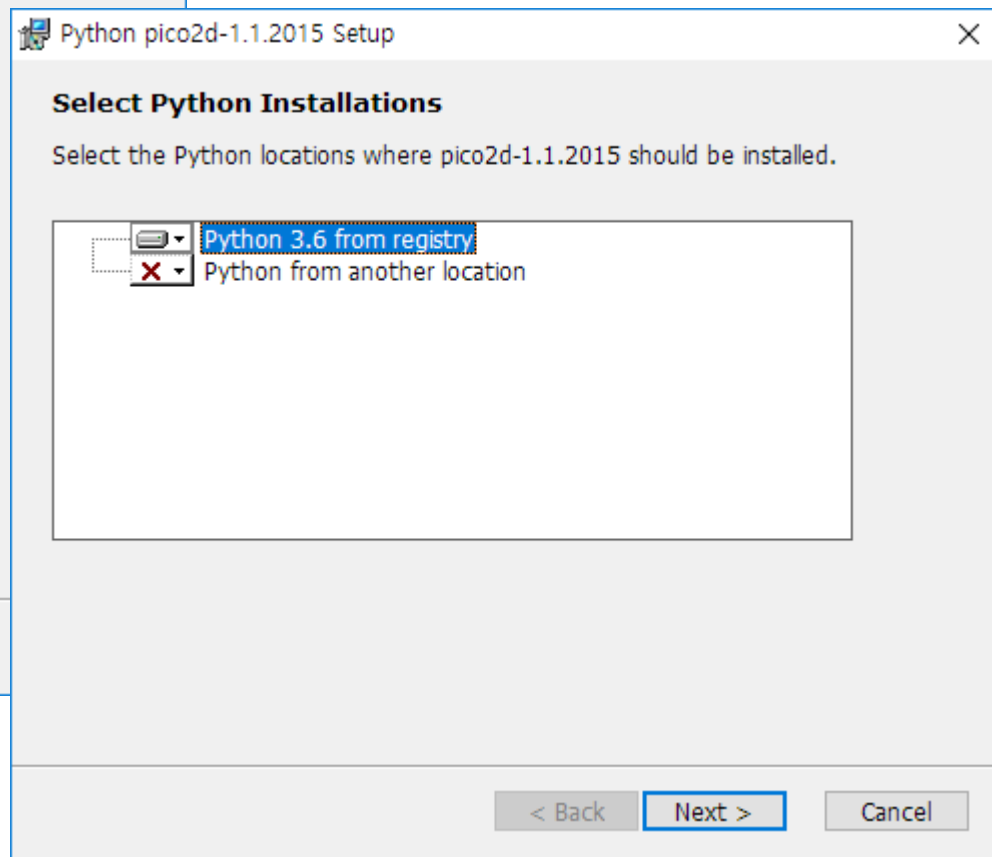 Python pico2d-1.1.2015 Setup
Select Python Installations
Select the Python locations where pico2d-1.1.2015 should be installed.
Python 3.6 from registry
Python from another location
< Back Next > Cancel